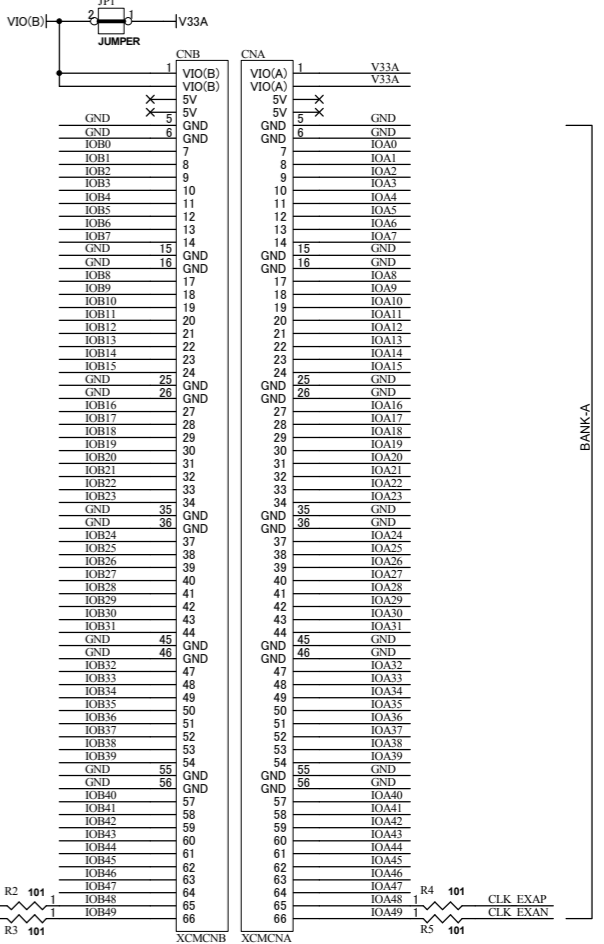 JP1
VIO(B) 2 1 V33A
JUMPER
CNB CNA
1 VIO(B) VIO(A) 1 V33A
VIO(B) VIO(A) V33A
5V 5V
5V 5V
GND 5 GND GND 5 GND
GND 6 GND GND 6 GND
IOB0 7 7 IOA0
IOB1 8 8 IOA1
IOB2 9 9 IOA2
IOB3 10 10 IOA3
IOB4 11 11 IOA4
IOB5 12 12 IOA5
IOB6 13 13 IOA6
IOB7 14 14 IOA7
GND 15 GND GND 15 GND
GND 16 GND GND 16 GND
IOB8 17 17 IOA8
IOB9 18 18 IOA9
IOB10 19 19 IOA10
IOB11 20 20 IOA11
IOB12 21 21 IOA12
IOB13 22 22 IOA13
IOB14 23 23 IOA14
IOB15 24 24 IOA15
GND 25 GND GND 25 GND
GND 26 GND GND 26 GND
IOB16 27 27 IOA16
IOB17 28 28 IOA17
IOB18 29 29 IOA18
IOB19 30 30 IOA19
IOB20 31 31 IOA20
IOB21 32 32 IOA21
IOB22 33 33 IOA22
IOB23 34 34 IOA23
GND 35 GND GND 35 GND
GND 36 GND GND 36 GND
IOB24 37 37 IOA24
IOB25 38 38 IOA25
IOB26 39 39 IOA26
IOB27 40 40 IOA27
IOB28 41 41 IOA28
IOB29 42 42 IOA29
IOB30 43 43 IOA30
IOB31 44 44 IOA31
GND 45 GND GND 45 GND
GND 46 GND GND 46 GND
IOB32 47 47 IOA32
IOB33 48 48 IOA33
IOB34 49 49 IOA34
IOB35 50 50 IOA35
IOB36 51 51 IOA36
IOB37 52 52 IOA37
IOB38 53 53 IOA38
IOB39 54 54 IOA39
GND 55 GND GND 55 GND
GND 56 GND GND 56 GND
IOB40 57 57 IOA40
IOB41 58 58 IOA41
IOB42 59 59 IOA42
IOB43 60 60 IOA43
IOB44 61 61 IOA44
IOB45 62 62 IOA45
IOB46 63 63 IOA46
IOB47 64 64 IOA47
R2 101 1 IOB48 65 65 IOA48 1 R4 101 CLK EXAP
R3 101 1 IOB49 66 66 IOA49 1 R5 101 CLK EXAN
XCMCNB XCMCNA
BANK-A